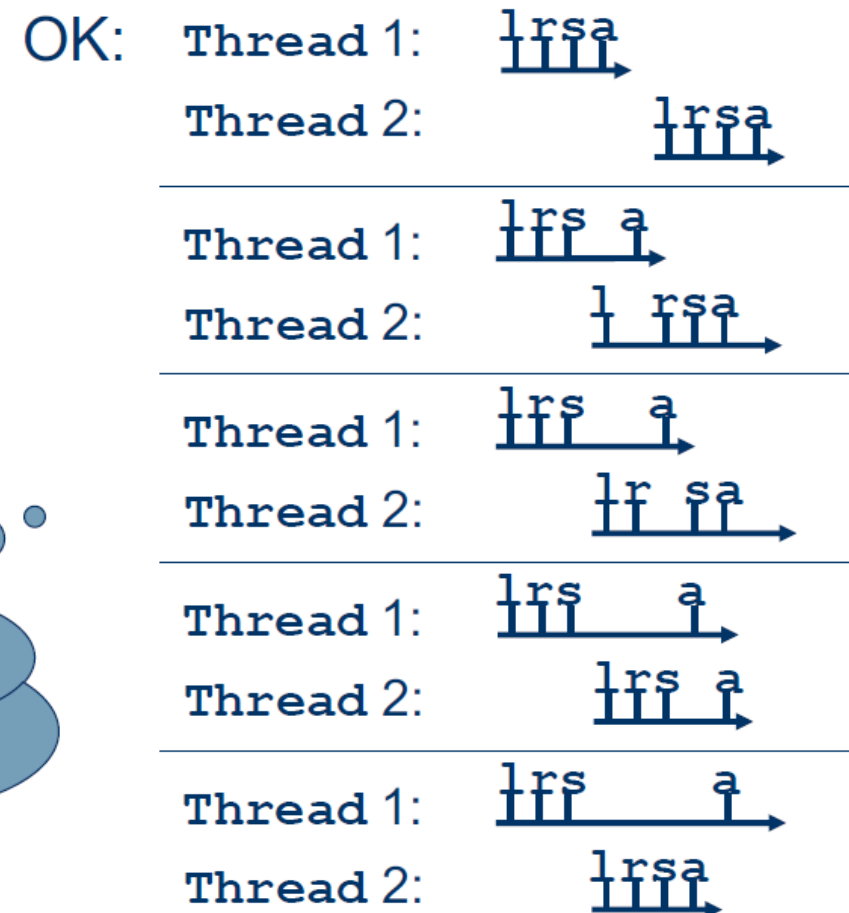 OK: Thread 1: lrsa
Thread 2: lrsa
Thread 1: lrs a
Thread 2: l rsa
Thread 1: lrs a
Thread 2: lr sa
Thread 1: lrs a
Thread 2: lrs a
Thread 1: lrs a
Thread 2: lrsa